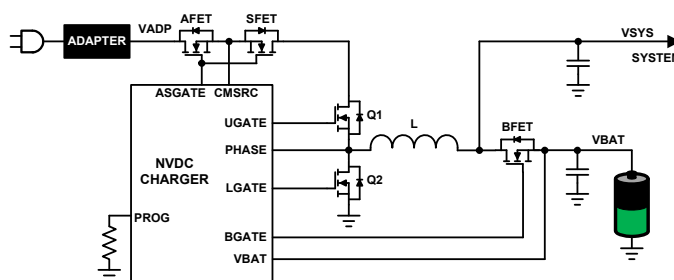 AFET SFET
VADP
VSYS
ADAPTER
SYSTEM
ASGATE CMSRC
UGATE
Q1
L
BFET
NVDC
CHARGER
PHASE
VBAT
LGATE
Q2
PROG
BGATE
VBAT